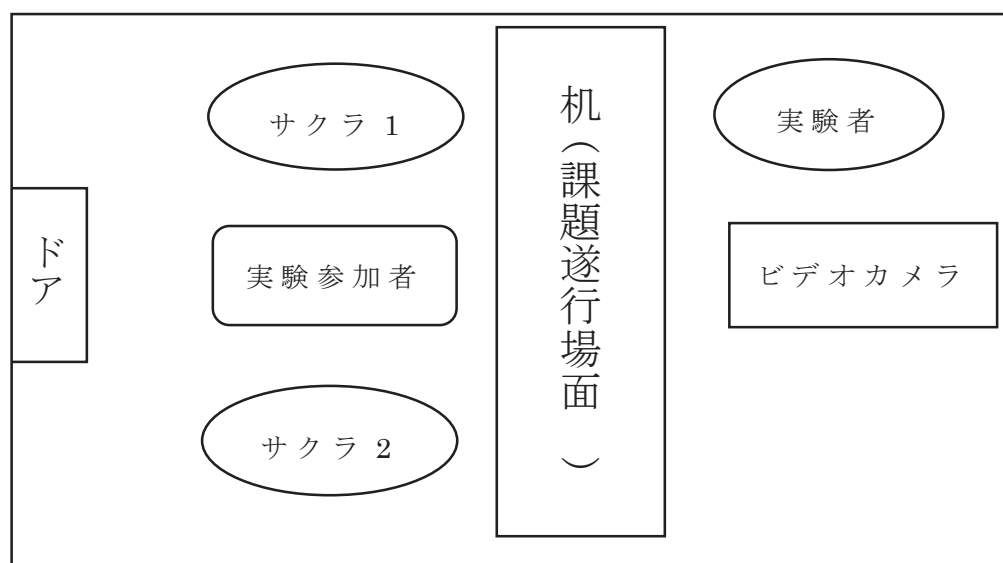 サクラ 1
実験者
机(課題遂行場面 )
ドア
実験参加者
ビデオカメラ
サクラ 2